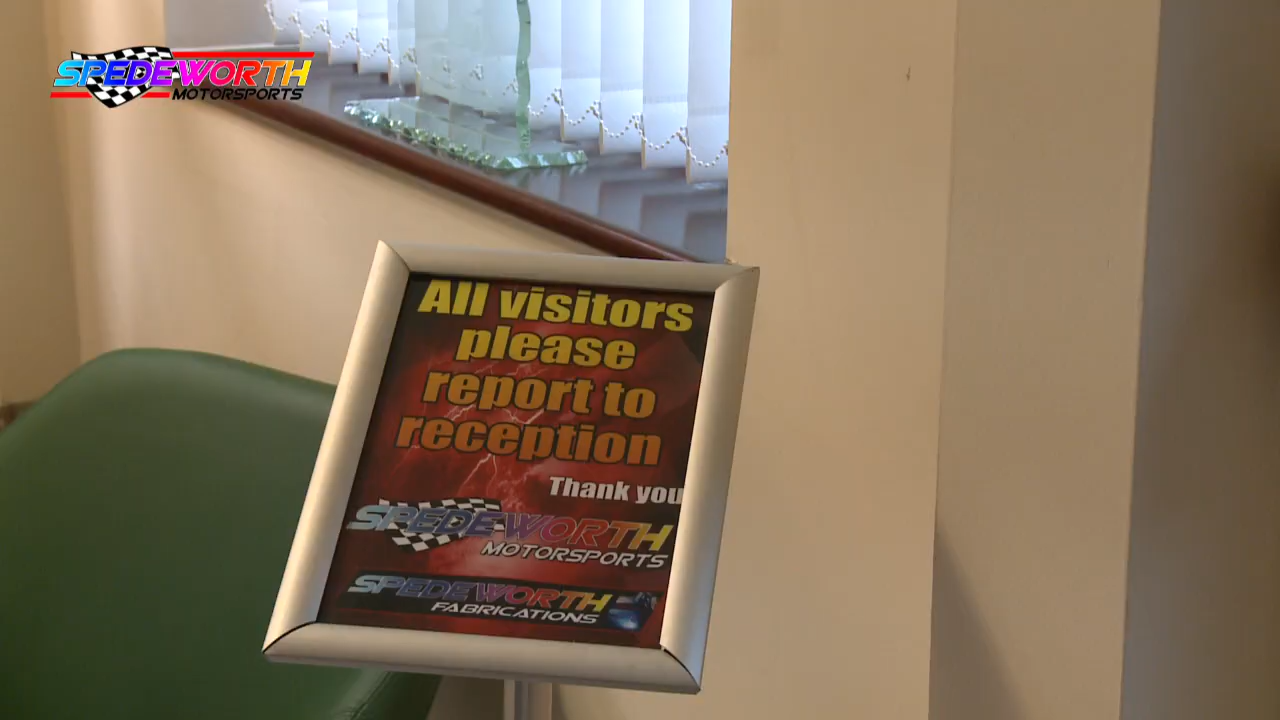 SPEDEWORTH
MOTORSPORTS
All visitors
please
report to
reception
Thank you
SPEDEWORTH
MOTORSPORTS
SPEDEWORTH
FABRICATIONS